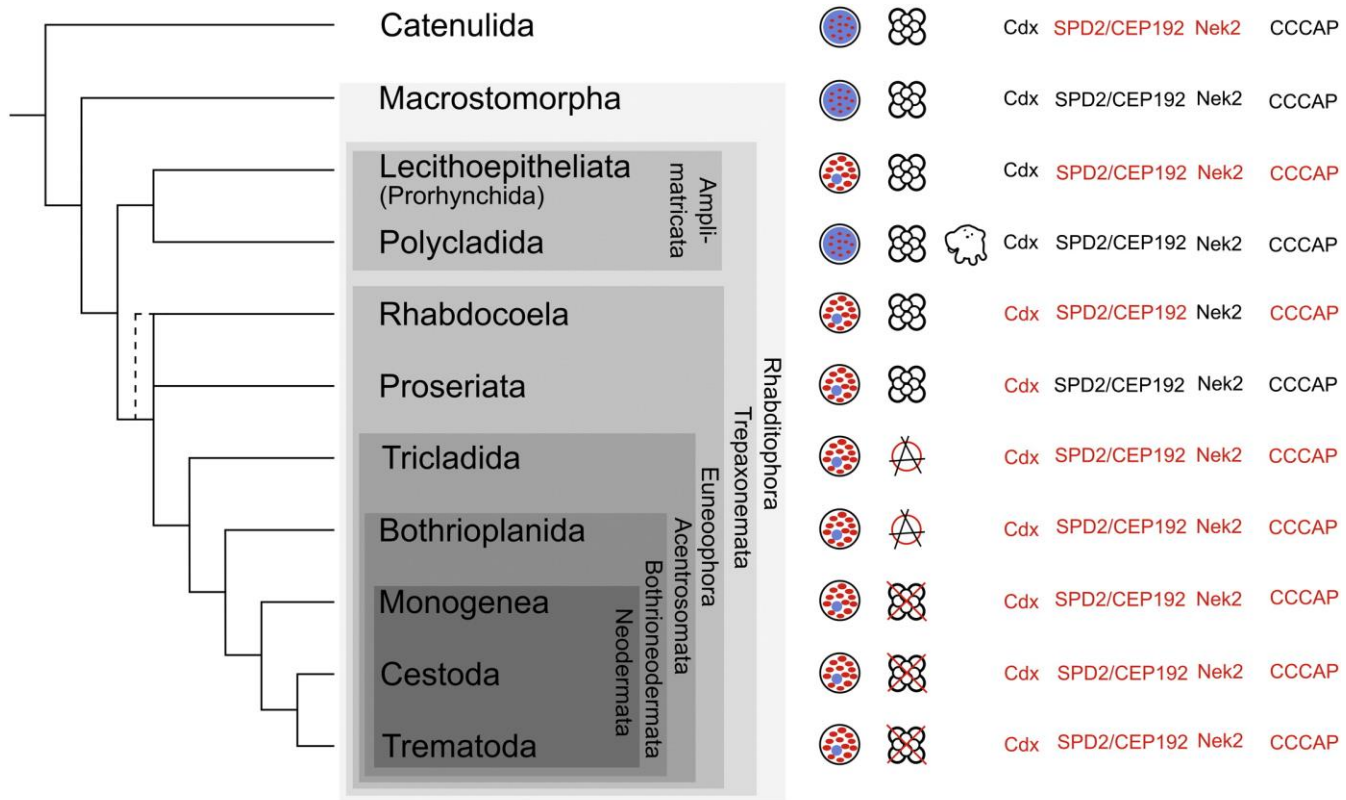 Catenulida
Cdx SPD2/CEP192 Nek2 CCCAP
Macrostomorpha
Cdx SPD2/CEP192 Nek2 CCCAP
Lecithoepitheliata
(Prorhynchida)
Cdx SPD2/CEP192 Nek2 CCCAP
Polycladida
Cdx SPD2/CEP192 Nek2 CCCAP
Ampli-
matricata
Rhabdocoela
Cdx SPD2/CEP192 Nek2 CCCAP
Proseriata
Cdx SPD2/CEP192 Nek2 CCCAP
Tricladida
Cdx SPD2/CEP192 Nek2 CCCAP
Bothrioplanida
Cdx SPD2/CEP192 Nek2 CCCAP
Monogenea
Cdx SPD2/CEP192 Nek2 CCCAP
Cestoda
Cdx SPD2/CEP192 Nek2 CCCAP
Trematoda
Cdx SPD2/CEP192 Nek2 CCCAP
Neodermata
Bothrioneodermata
Acentrosomata
Euneoophora
Trepaxonemata
Rhabditophora